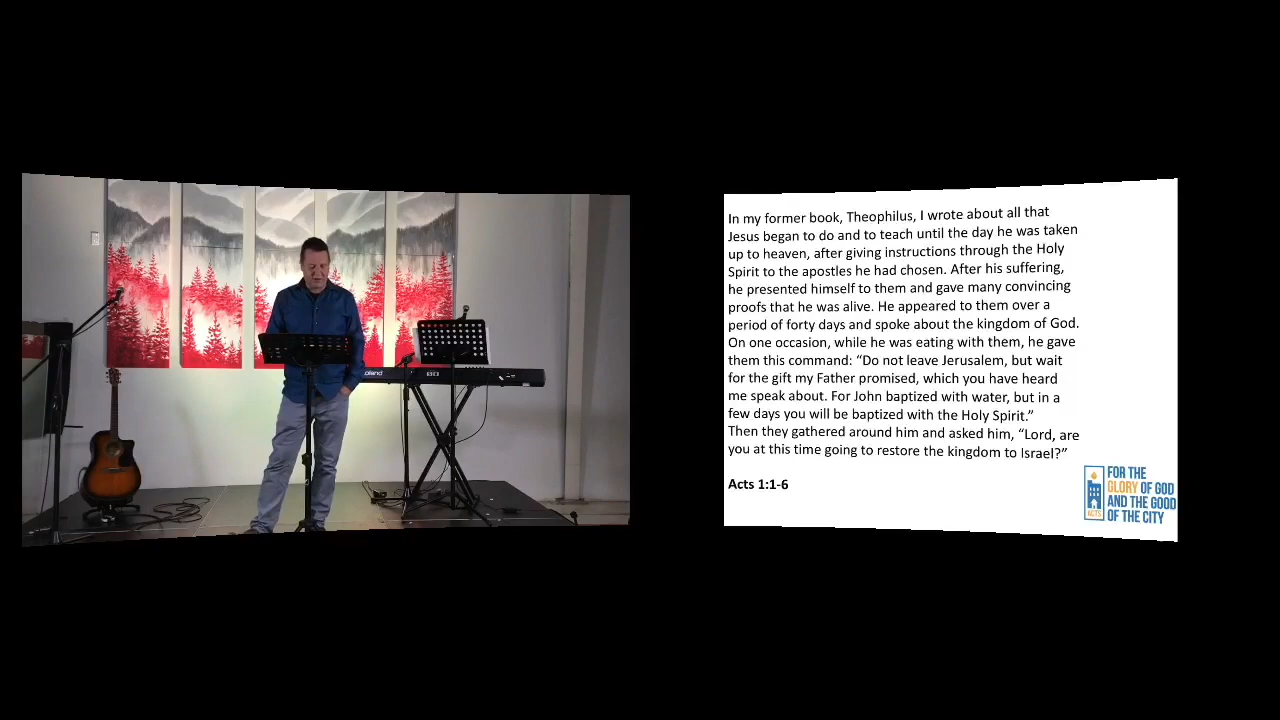 In my former book, Theophilus, I wrote about all that
Jesus began to do and to teach until the day he was taken
up to heaven, after giving instructions through the Holy
Spirit to the apostles he had chosen. After his suffering,
he presented himself to them and gave many convincing
proofs that he was alive. He appeared to them over a
period of forty days and spoke about the kingdom of God.
On one occasion, while he was eating with them, he gave
them this command: “Do not leave Jerusalem, but wait
for the gift my Father promised, which you have heard
me speak about. For John baptized with water, but in a
few days you will be baptized with the Holy Spirit.”
Then they gathered around him and asked him, “Lord, are
you at this time going to restore the kingdom to Israel?”
Acts 1:1-6
FOR THE
GLORY OF GOD
AND THE GOOD
OF THE CITY
ACTS